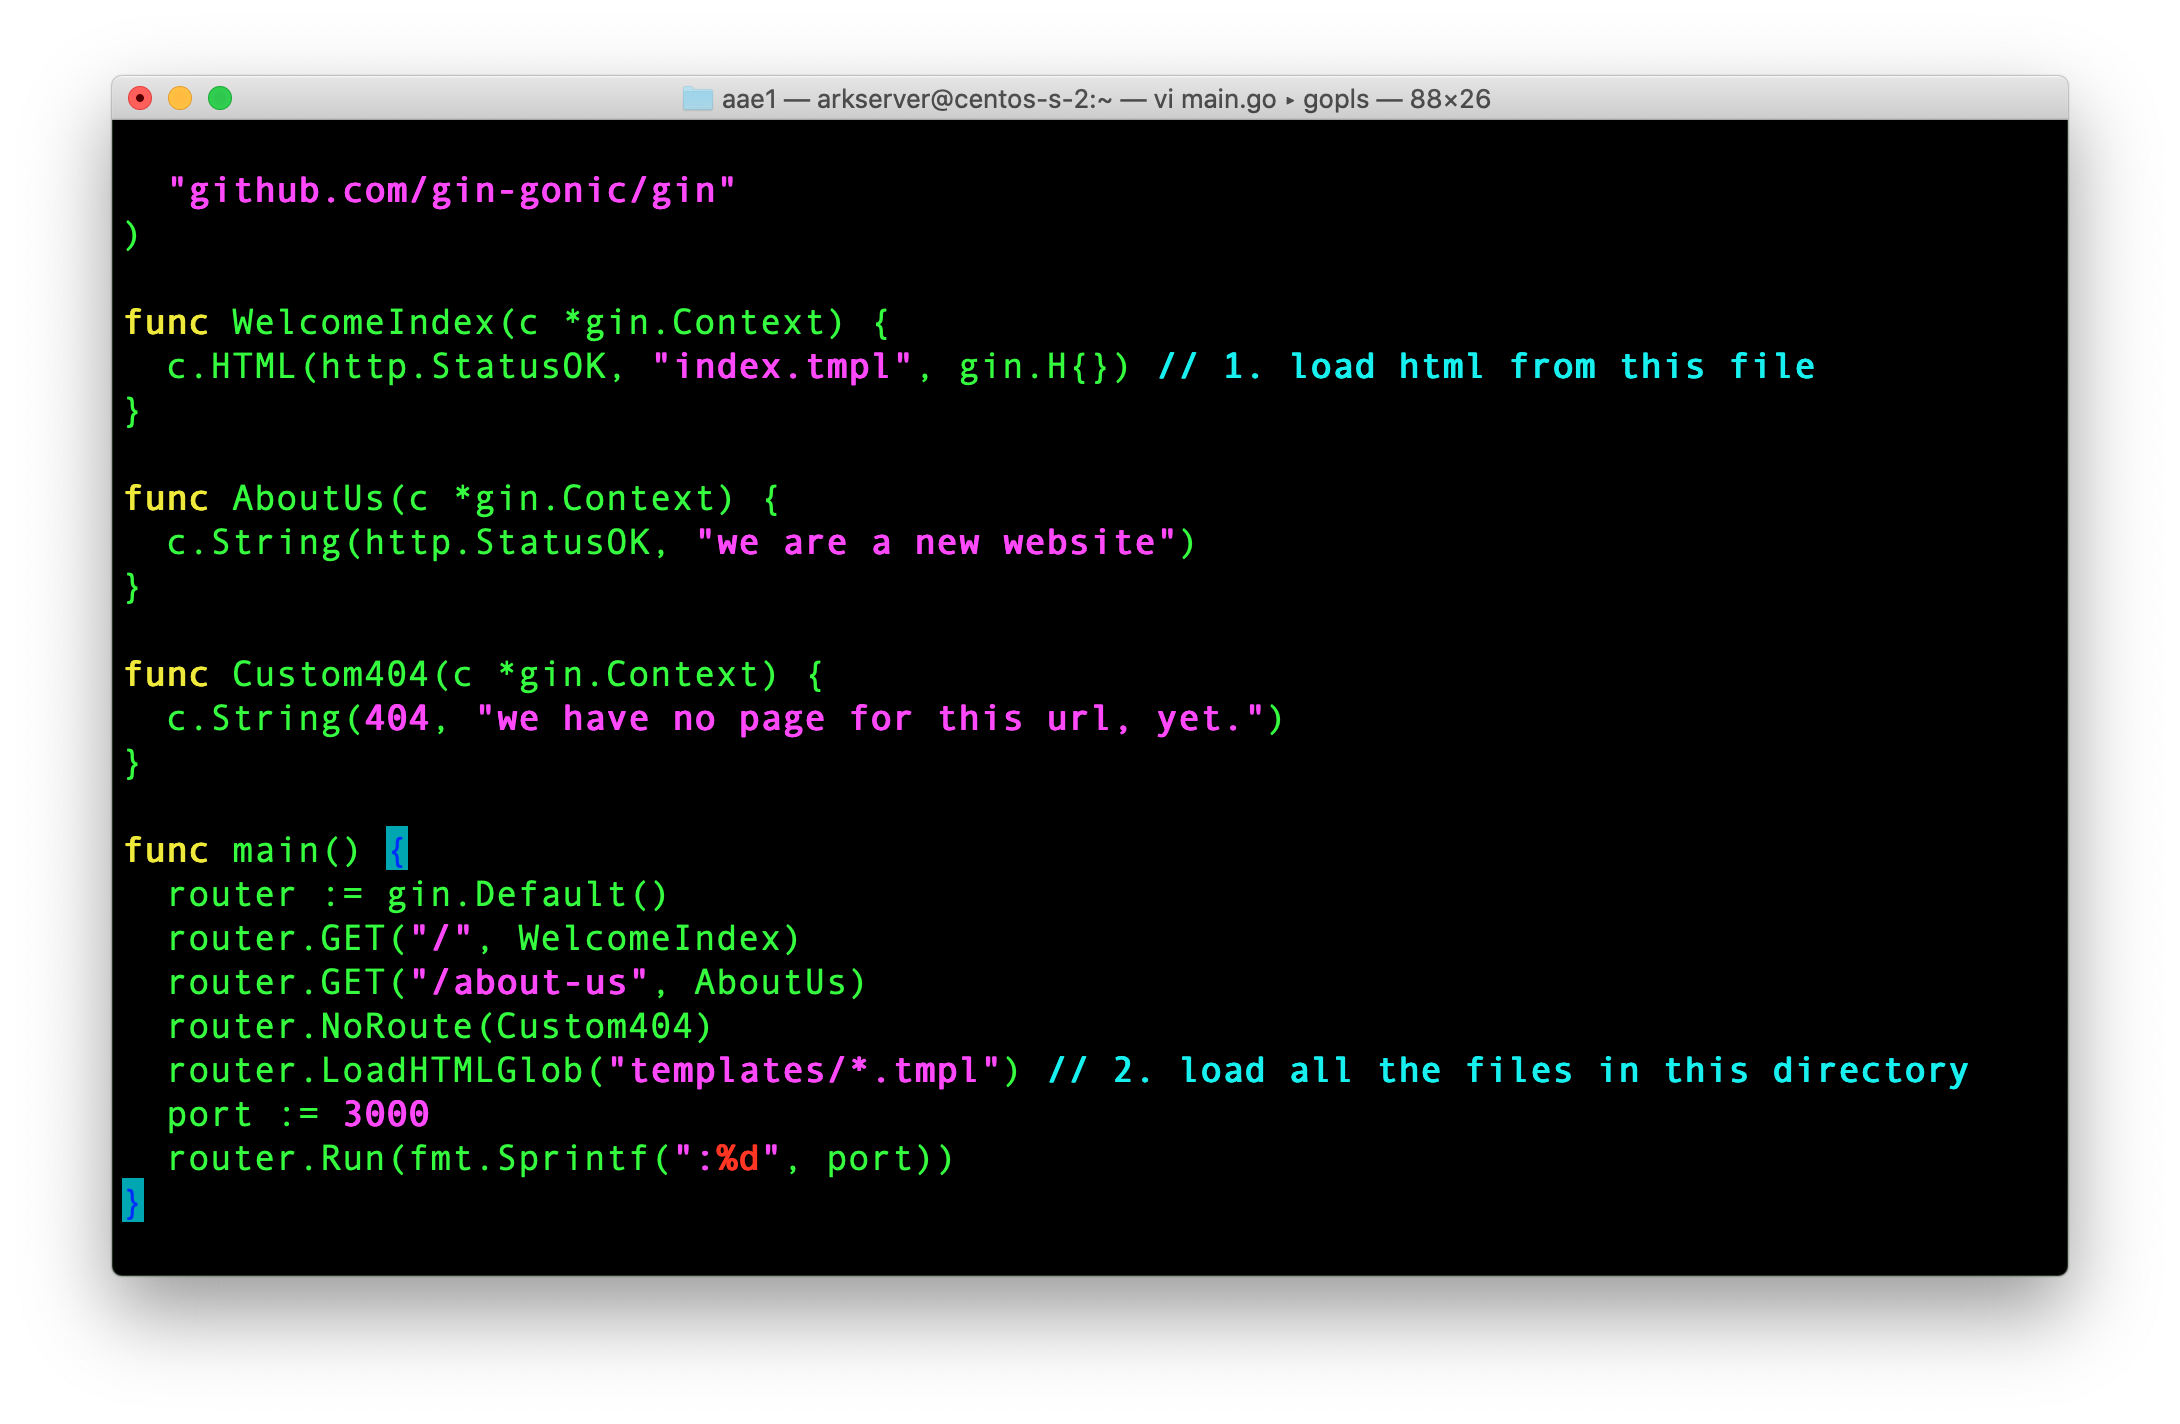 aae1 — arkserver@centos-s-2:~ — vi main.go ▸ gopls — 88×26
"github.com/gin-gonic/gin"
)
func WelcomeIndex(c *gin.Context) {
c.HTML(http.StatusOK, "index.tmpl", gin.H{}) // 1. load html from this file
}
func AboutUs(c *gin.Context) {
c.String(http.StatusOK, "we are a new website")
}
func Custom404(c *gin.Context) {
c.String(404, "we have no page for this url, yet.")
}
func main() {
router := gin.Default()
router.GET("/", WelcomeIndex)
router.GET("/about-us", AboutUs)
router.NoRoute(Custom404)
router.LoadHTMLGlob("templates/*.tmpl") // 2. load all the files in this directory
port := 3000
router.Run(fmt.Sprintf(":%d", port))
}